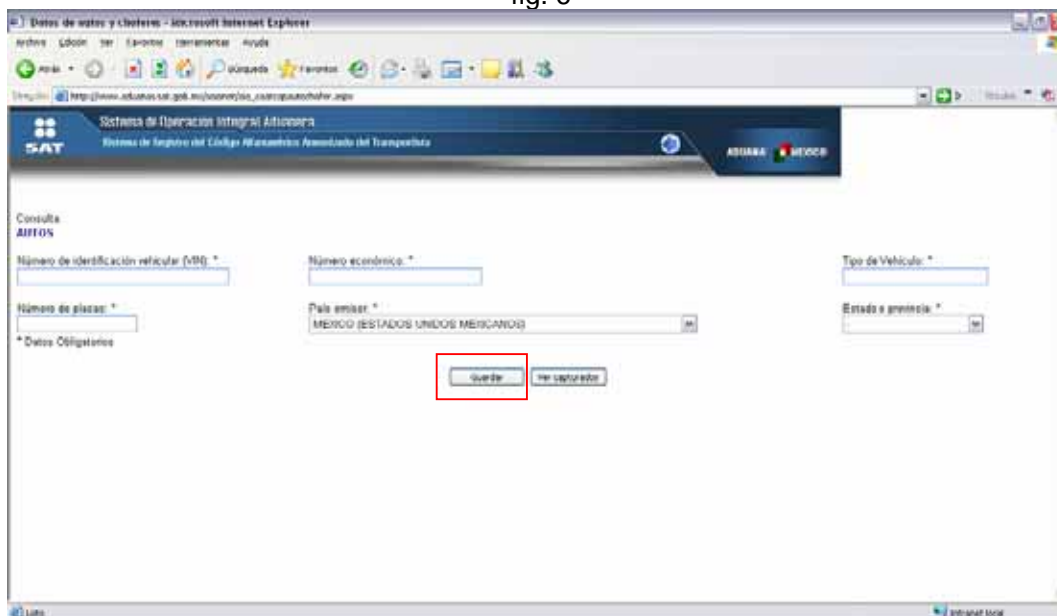 Datos de autos y choferes - Microsoft Internet Explorer
Archivo Edición Ver Favoritos Herramientas Ayuda
Atrás Búsqueda Favoritos
Dirección
Sistema de Operación Integral Aduanera
SAT
Sistema de Registro del Código Alfanumérico Armonizado del Transportista
ADUANA MEXICO
Consulta
AUTOS
Número de identificación vehicular (VIN): *
Número económico: *
Tipo de Vehículo: *
Número de placas: *
País emisor: *
Estado o provincia: *
MEXICO (ESTADOS UNIDOS MEXICANOS)
* Datos Obligatorios
Guardar
Ver capturados
Listo
Intranet local